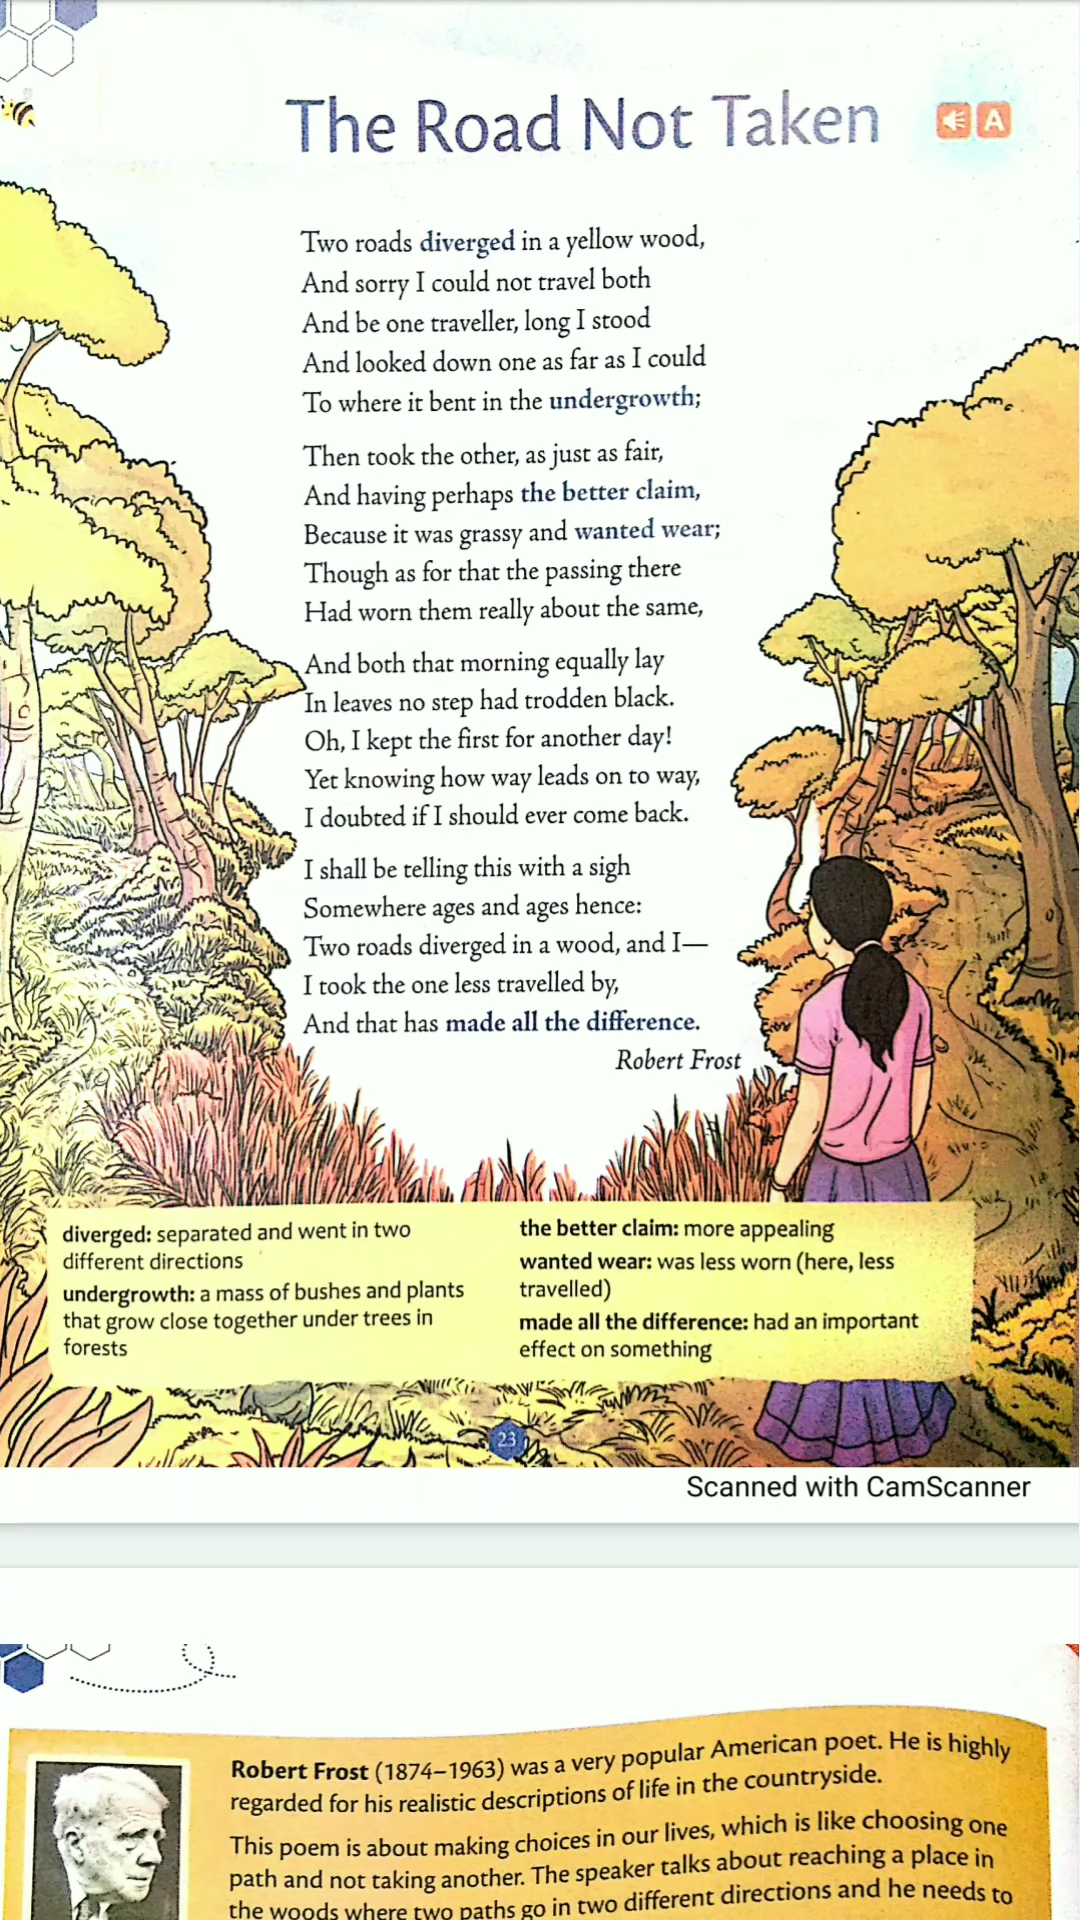 The Road Not Taken
A
Two roads diverged in a yellow wood,
And sorry I could not travel both
And be one traveller, long I stood
And looked down one as far as I could
To where it bent in the undergrowth;
Then took the other, as just as fair,
And having perhaps the better claim,
Because it was grassy and wanted wear;
Though as for that the passing there
Had worn them really about the same,
And both that morning equally lay
In leaves no step had trodden black.
Oh, I kept the first for another day!
Yet knowing how way leads on to way,
I doubted if I should ever come back.
I shall be telling this with a sigh
Somewhere ages and ages hence:
Two roads diverged in a wood, and I—
I took the one less travelled by,
And that has made all the difference.
Robert Frost
diverged: separated and went in two
different directions
undergrowth: a mass of bushes and plants
that grow close together under trees in
forests
the better claim: more appealing
wanted wear: was less worn (here, less
travelled)
made all the difference: had an important
effect on something
23
Scanned with CamScanner
Robert Frost (1874–1963) was a very popular American poet. He is highly
regarded for his realistic descriptions of life in the countryside.
This poem is about making choices in our lives, which is like choosing one
path and not taking another. The speaker talks about reaching a place in
the woods where two paths go in two different directions and he needs to